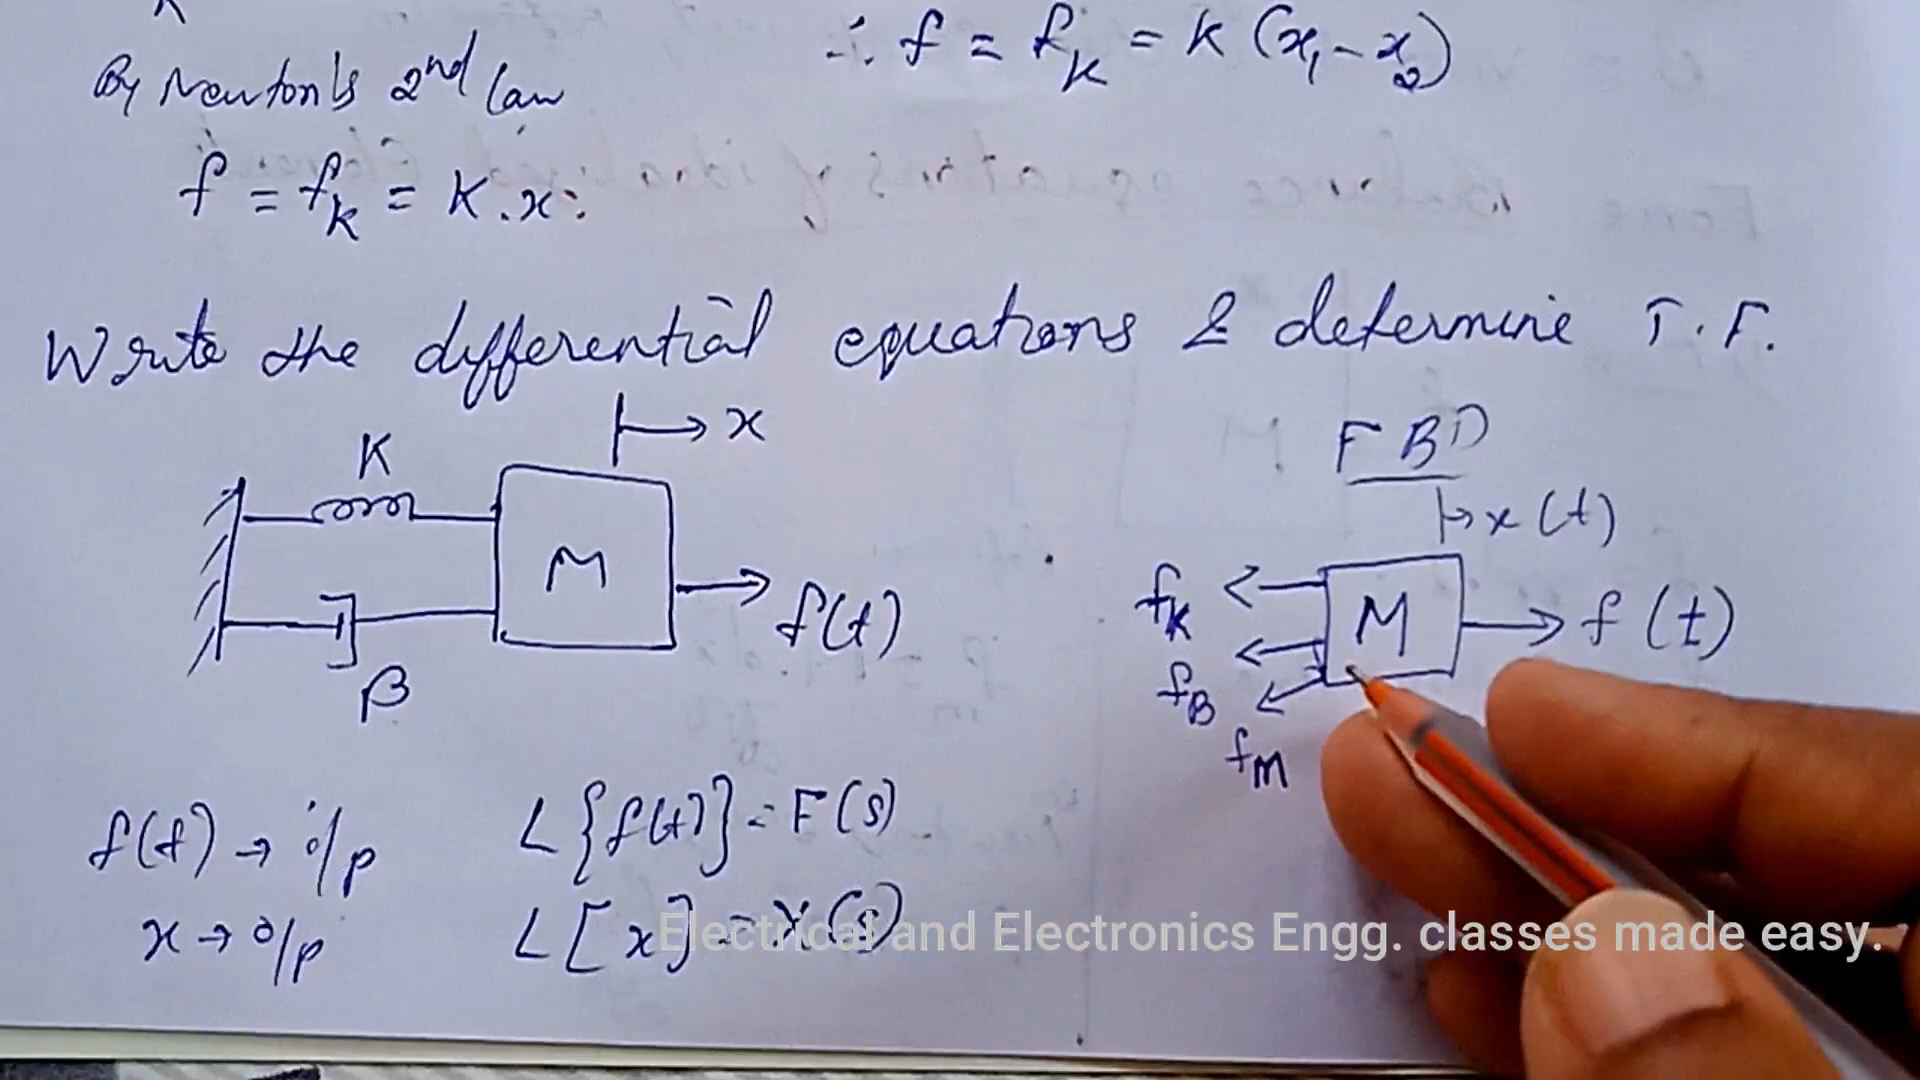 By Newton's 2nd law
f = fK = K.x.
∴ f = fK = K (x1 - x2)
Write the differential equations & determine T.F.
K
x
M
f(t)
B
FBD
x(t)
fK
M
f(t)
fB
fM
f(t) → i/p
x → o/p
L{f(t)} = F(s)
L[x] = X(s)
Electrical and Electronics Engg. classes made easy.